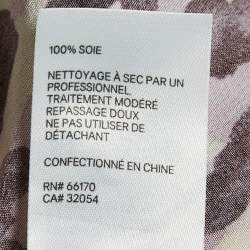 100% SOIE
NETTOYAGE À SEC PAR UN
PROFESSIONNEL.
TRAITEMENT MODÉRÉ
REPASSAGE DOUX
NE PAS UTILISER DE
DÉTACHANT
CONFECTIONNÉ EN CHINE
RN# 66170
CA# 32054